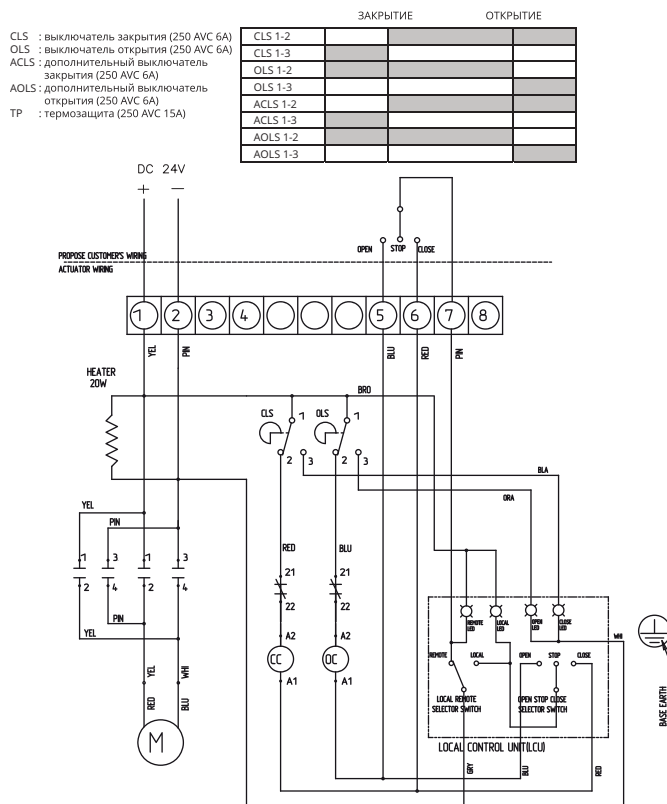 ЗАКРЫТИЕ ОТКРЫТИЕ
CLS : выключатель закрытия (250 AVC 6A)
OLS : выключатель открытия (250 AVC 6A)
ACLS : дополнительный выключатель
закрытия (250 AVC 6A)
AOLS : дополнительный выключатель
открытия (250 AVC 6A)
TP : термозащита (250 AVC 15A)
CLS 1-2
CLS 1-3
OLS 1-2
OLS 1-3
ACLS 1-2
ACLS 1-3
AOLS 1-2
AOLS 1-3
DC 24V
+ −
OPEN STOP CLOSE
PROPOSE CUSTOMER'S WIRING
ACTUATOR WIRING
1 2 3 4 5 6 7 8
YEL PIN BLU RED PIN
HEATER
20W
BRO
CLS 1 OLS 1
2 3 2 3
BLA
ORA
YEL
PIN
RED BLU
1 3 1 3
2 4 2 4
21 21
22 22
PIN
YEL
A2 A2
CC OC
A1 A1
YEL WHI
RED BLU
M
REMOTE
LED
LOCAL
LED
OPEN
LED
CLOSE
LED
WHI
REMOTE LOCAL OPEN STOP CLOSE
LOCAL REMOTE
SELECTOR SWITCH
OPEN STOP CLOSE
SELECTOR SWITCH
LOCAL CONTROL UNIT(LCU)
GRY BLU RED
BASE EARTH